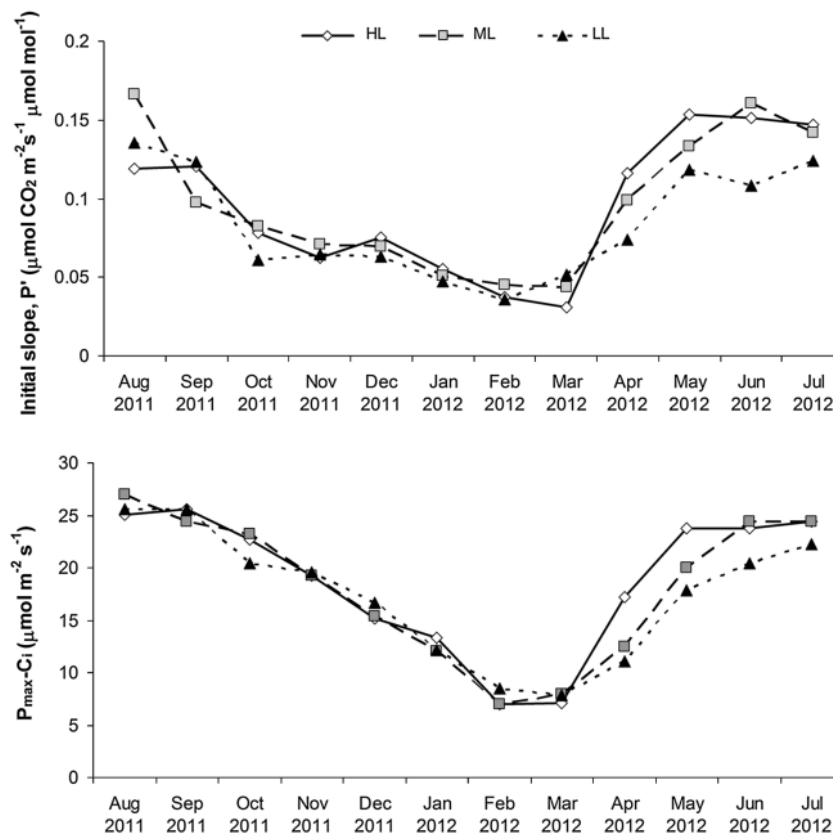 HL ML LL
Initial slope, P' (μmol CO₂ m⁻² s⁻¹ μmol mol⁻¹)
0.2
0.15
0.1
0.05
0
Aug Sep Oct Nov Dec Jan Feb Mar Apr May Jun Jul
2011 2011 2011 2011 2011 2012 2012 2012 2012 2012 2012 2012
Pmax-Ci (μmol m⁻² s⁻¹)
30
25
20
15
10
5
0
Aug Sep Oct Nov Dec Jan Feb Mar Apr May Jun Jul
2011 2011 2011 2011 2011 2012 2012 2012 2012 2012 2012 2012